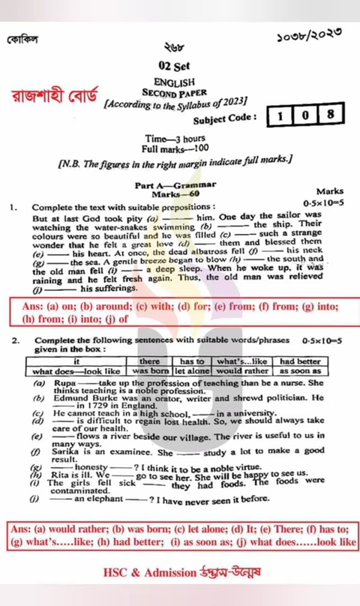 কোকিল
১০৩৮/২০২৩
২৬৮
02 Set
ENGLISH
রাজশাহী বোর্ড
SECOND PAPER
[According to the Syllabus of 2023]
Subject Code : 1 0 8
Time—3 hours
Full marks—100
[N.B. The figures in the right margin indicate full marks.]
Part A—Grammar
Marks—60
Marks
1. Complete the text with suitable prepositions : 0·5×10=5
But at last God took pity (a) —— him. One day the sailor was
watching the water-snakes swimming (b) —— the ship. Their
colours were so beautiful and he was filled (c) —— such a strange
wonder that he felt a great love (d) —— them and blessed them
(e) —— his heart. At once, the dead albatross fell (f) —— his neck
(g) —— the sea. A gentle breeze began to blow (h) —— the south and
the old man fell (i) —— a deep sleep. When he woke up, it was
raining and he felt fresh again. Thus, the old man was relieved
(j) —— his sufferings.
Ans: (a) on; (b) around; (c) with; (d) for; (e) from; (f) from; (g) into;
(h) from; (i) into; (j) of
2. Complete the following sentences with suitable words/phrases 0·5×10=5
given in the box :
it there has to what's...like had better
what does—look like was born let alone would rather as soon as
(a) Rupa —— take up the profession of teaching than be a nurse. She
thinks teaching is a noble profession.
(b) Edmund Burke was an orator, writer and shrewd politician. He
—— in 1729 in England.
(c) He cannot teach in a high school, —— in a university.
(d) —— is difficult to regain lost health. So, we should always take
care of our health.
(e) —— flows a river beside our village. The river is useful to us in
many ways.
(f) Sarika is an examinee. She —— study a lot to make a good
result.
(g) —— honesty —— ? I think it to be a noble virtue.
(h) Rita is ill. We —— go to see her. She will be happy to see us.
(i) The girls fell sick —— they had foods. The foods were
contaminated.
(j) —— an elephant —— ? I have never seen it before.
Ans: (a) would rather; (b) was born; (c) let alone; (d) It; (e) There; (f) has to;
(g) what's.....like; (h) had better; (i) as soon as; (j) what does......look like
HSC & Admission উদ্ভাস-উন্মেষ